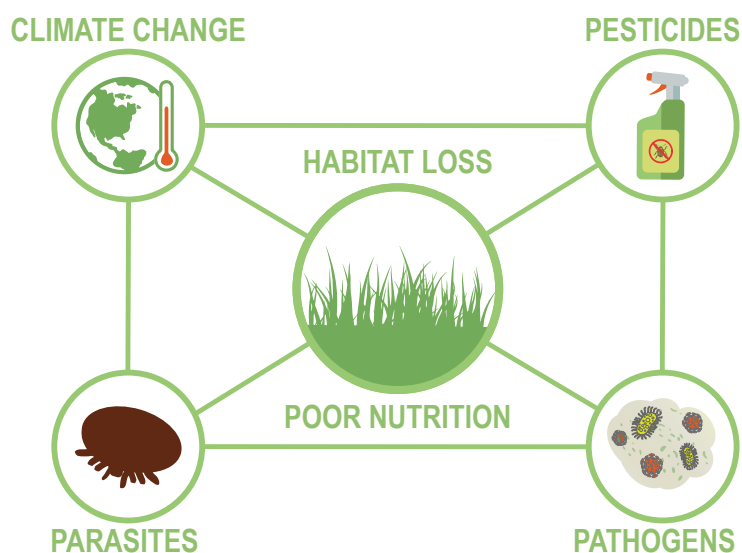 CLIMATE CHANGE
PESTICIDES
HABITAT LOSS
POOR NUTRITION
PARASITES
PATHOGENS